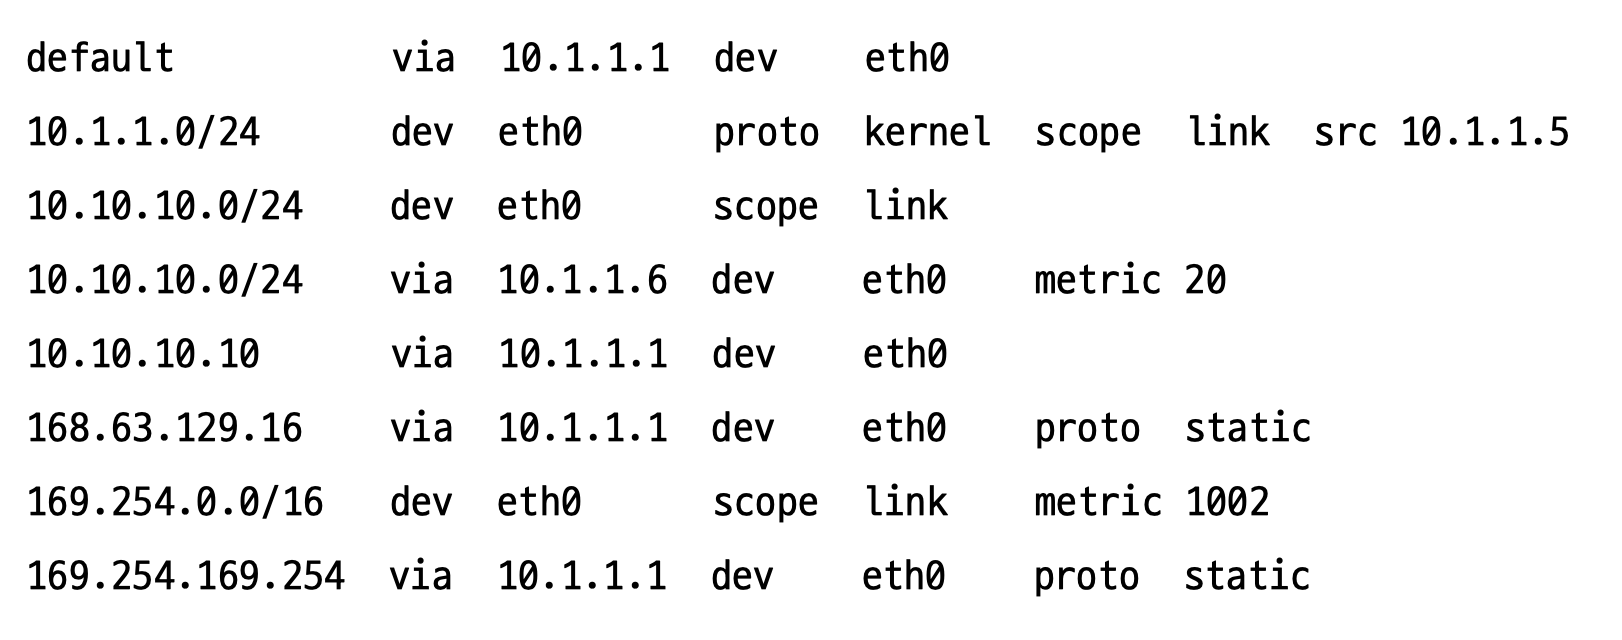 default via 10.1.1.1 dev eth0
10.1.1.0/24 dev eth0 proto kernel scope link src 10.1.1.5
10.10.10.0/24 dev eth0 scope link
10.10.10.0/24 via 10.1.1.6 dev eth0 metric 20
10.10.10.10 via 10.1.1.1 dev eth0
168.63.129.16 via 10.1.1.1 dev eth0 proto static
169.254.0.0/16 dev eth0 scope link metric 1002
169.254.169.254 via 10.1.1.1 dev eth0 proto static